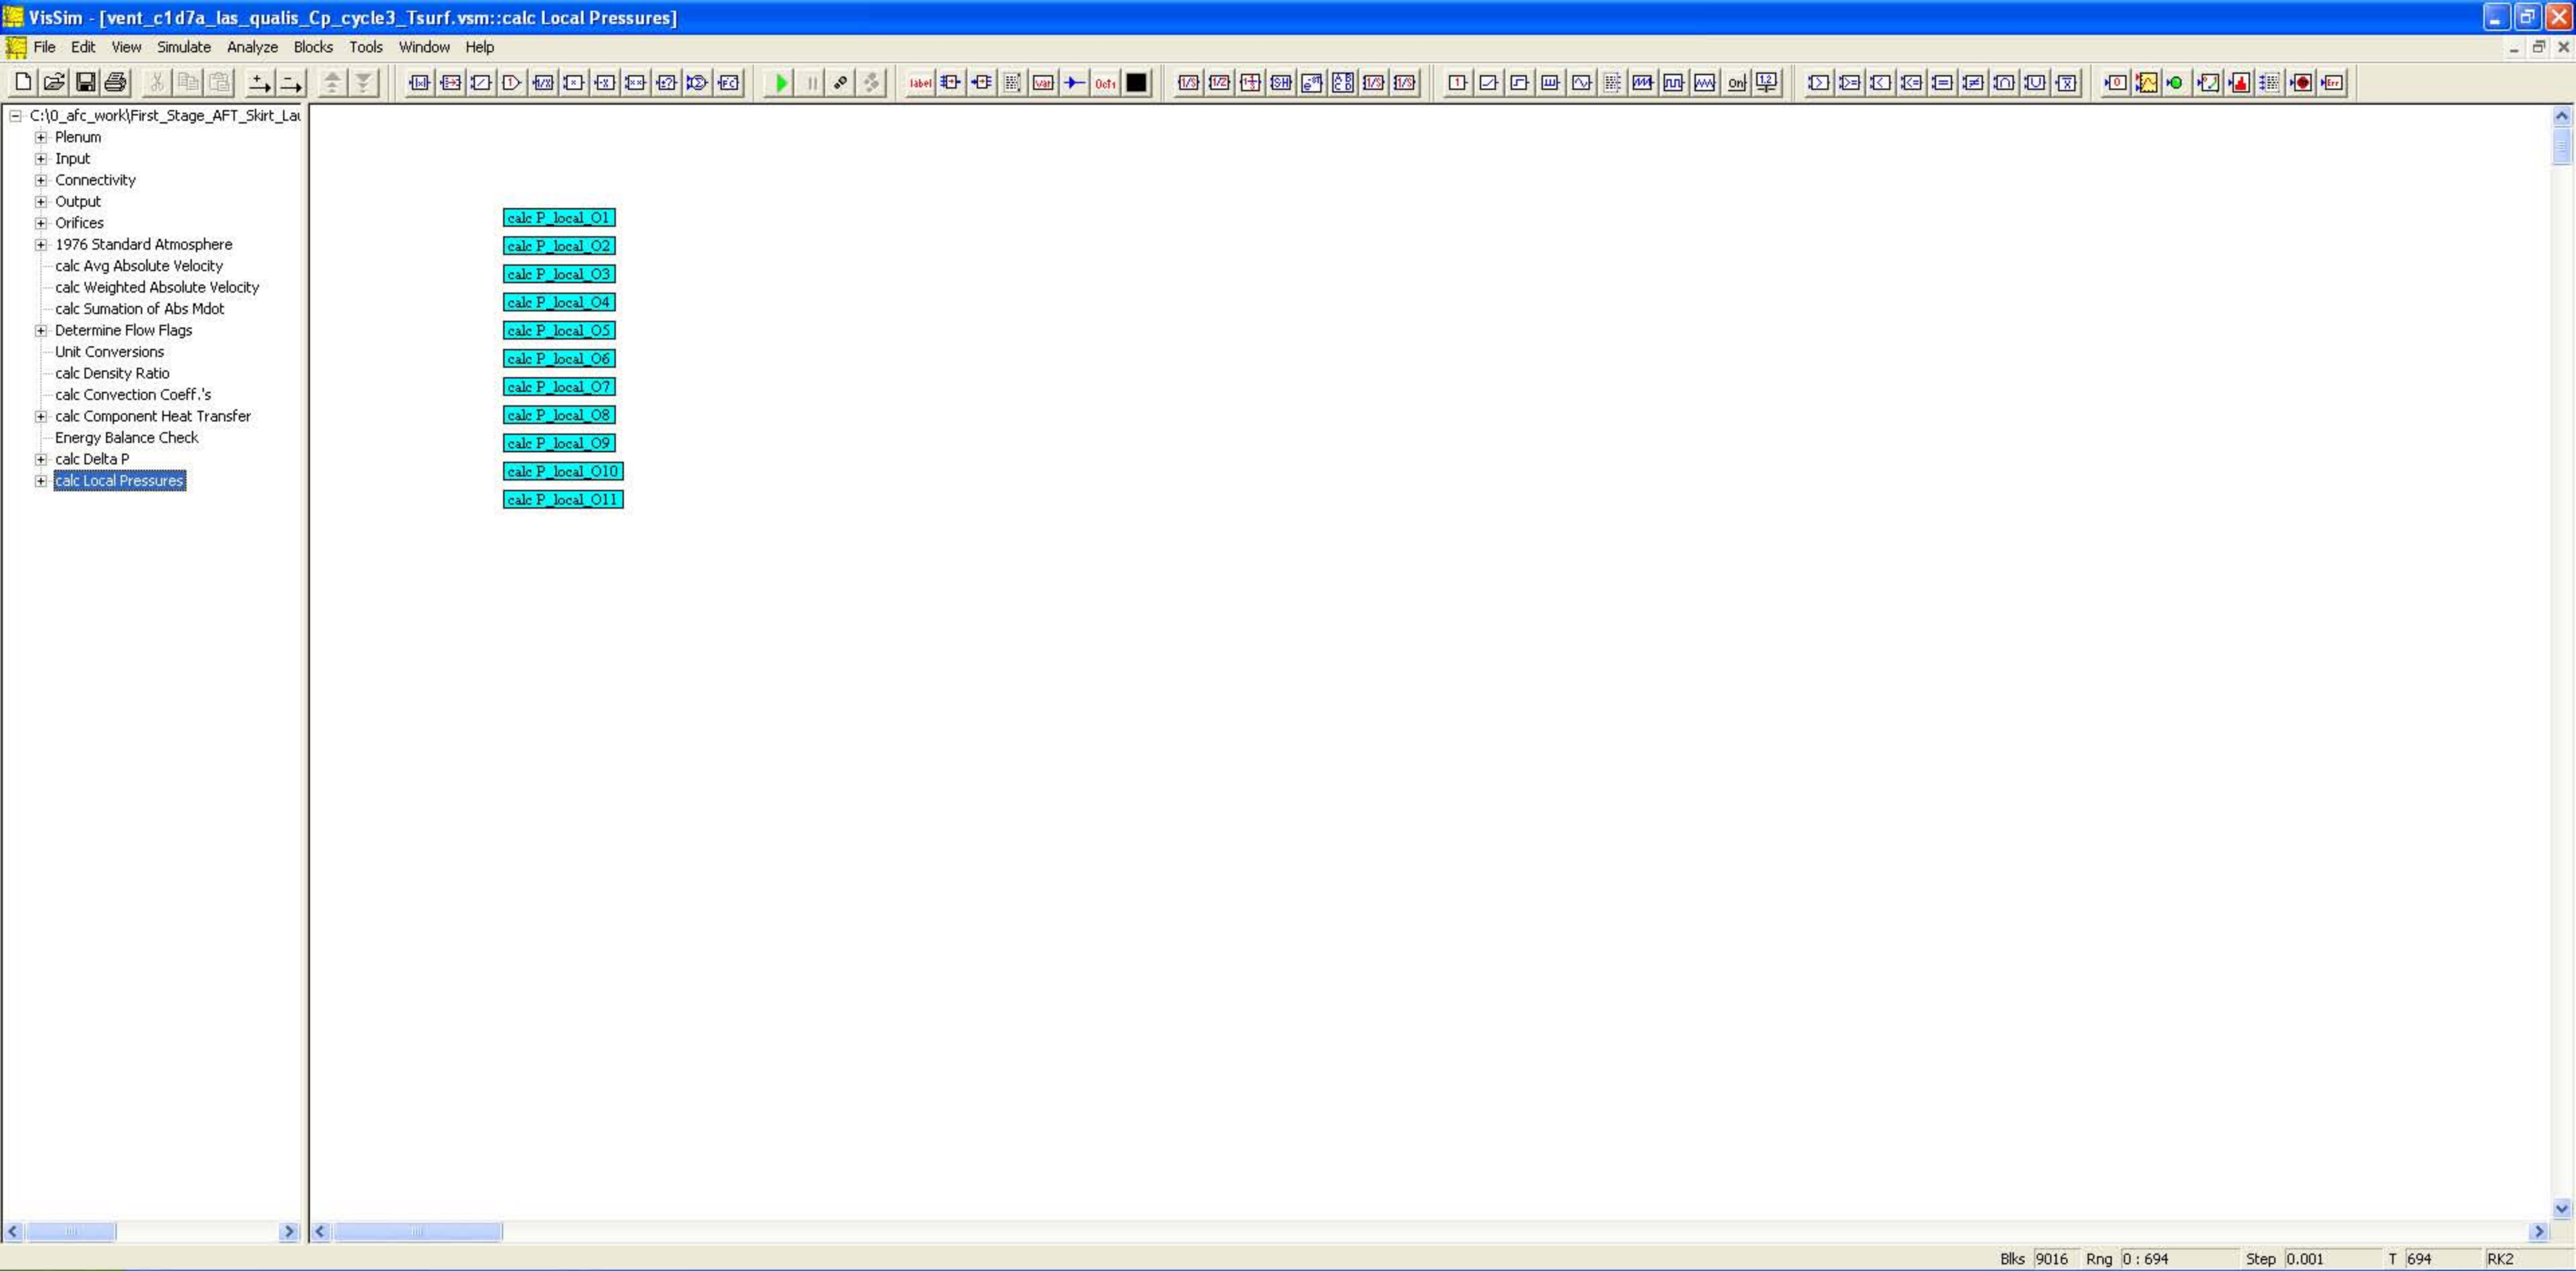 VisSim - [vent_c1d7a_las_qualis_Cp_cycle3_Tsurf.vsm::calc Local Pressures]
File Edit View Simulate Analyze Blocks Tools Window Help
label var
C:\0_afc_work\First_Stage_AFT_Skirt_Lau
Plenum
Input
Connectivity
Output
Orifices
1976 Standard Atmosphere
calc Avg Absolute Velocity
calc Weighted Absolute Velocity
calc Sumation of Abs Mdot
Determine Flow Flags
Unit Conversions
calc Density Ratio
calc Convection Coeff.'s
calc Component Heat Transfer
Energy Balance Check
calc Delta P
calc Local Pressures
calc P_local_O1
calc P_local_O2
calc P_local_O3
calc P_local_O4
calc P_local_O5
calc P_local_O6
calc P_local_O7
calc P_local_O8
calc P_local_O9
calc P_local_O10
calc P_local_O11
Blks 9016 Rng 0 : 694 Step 0.001 T 694 RK2